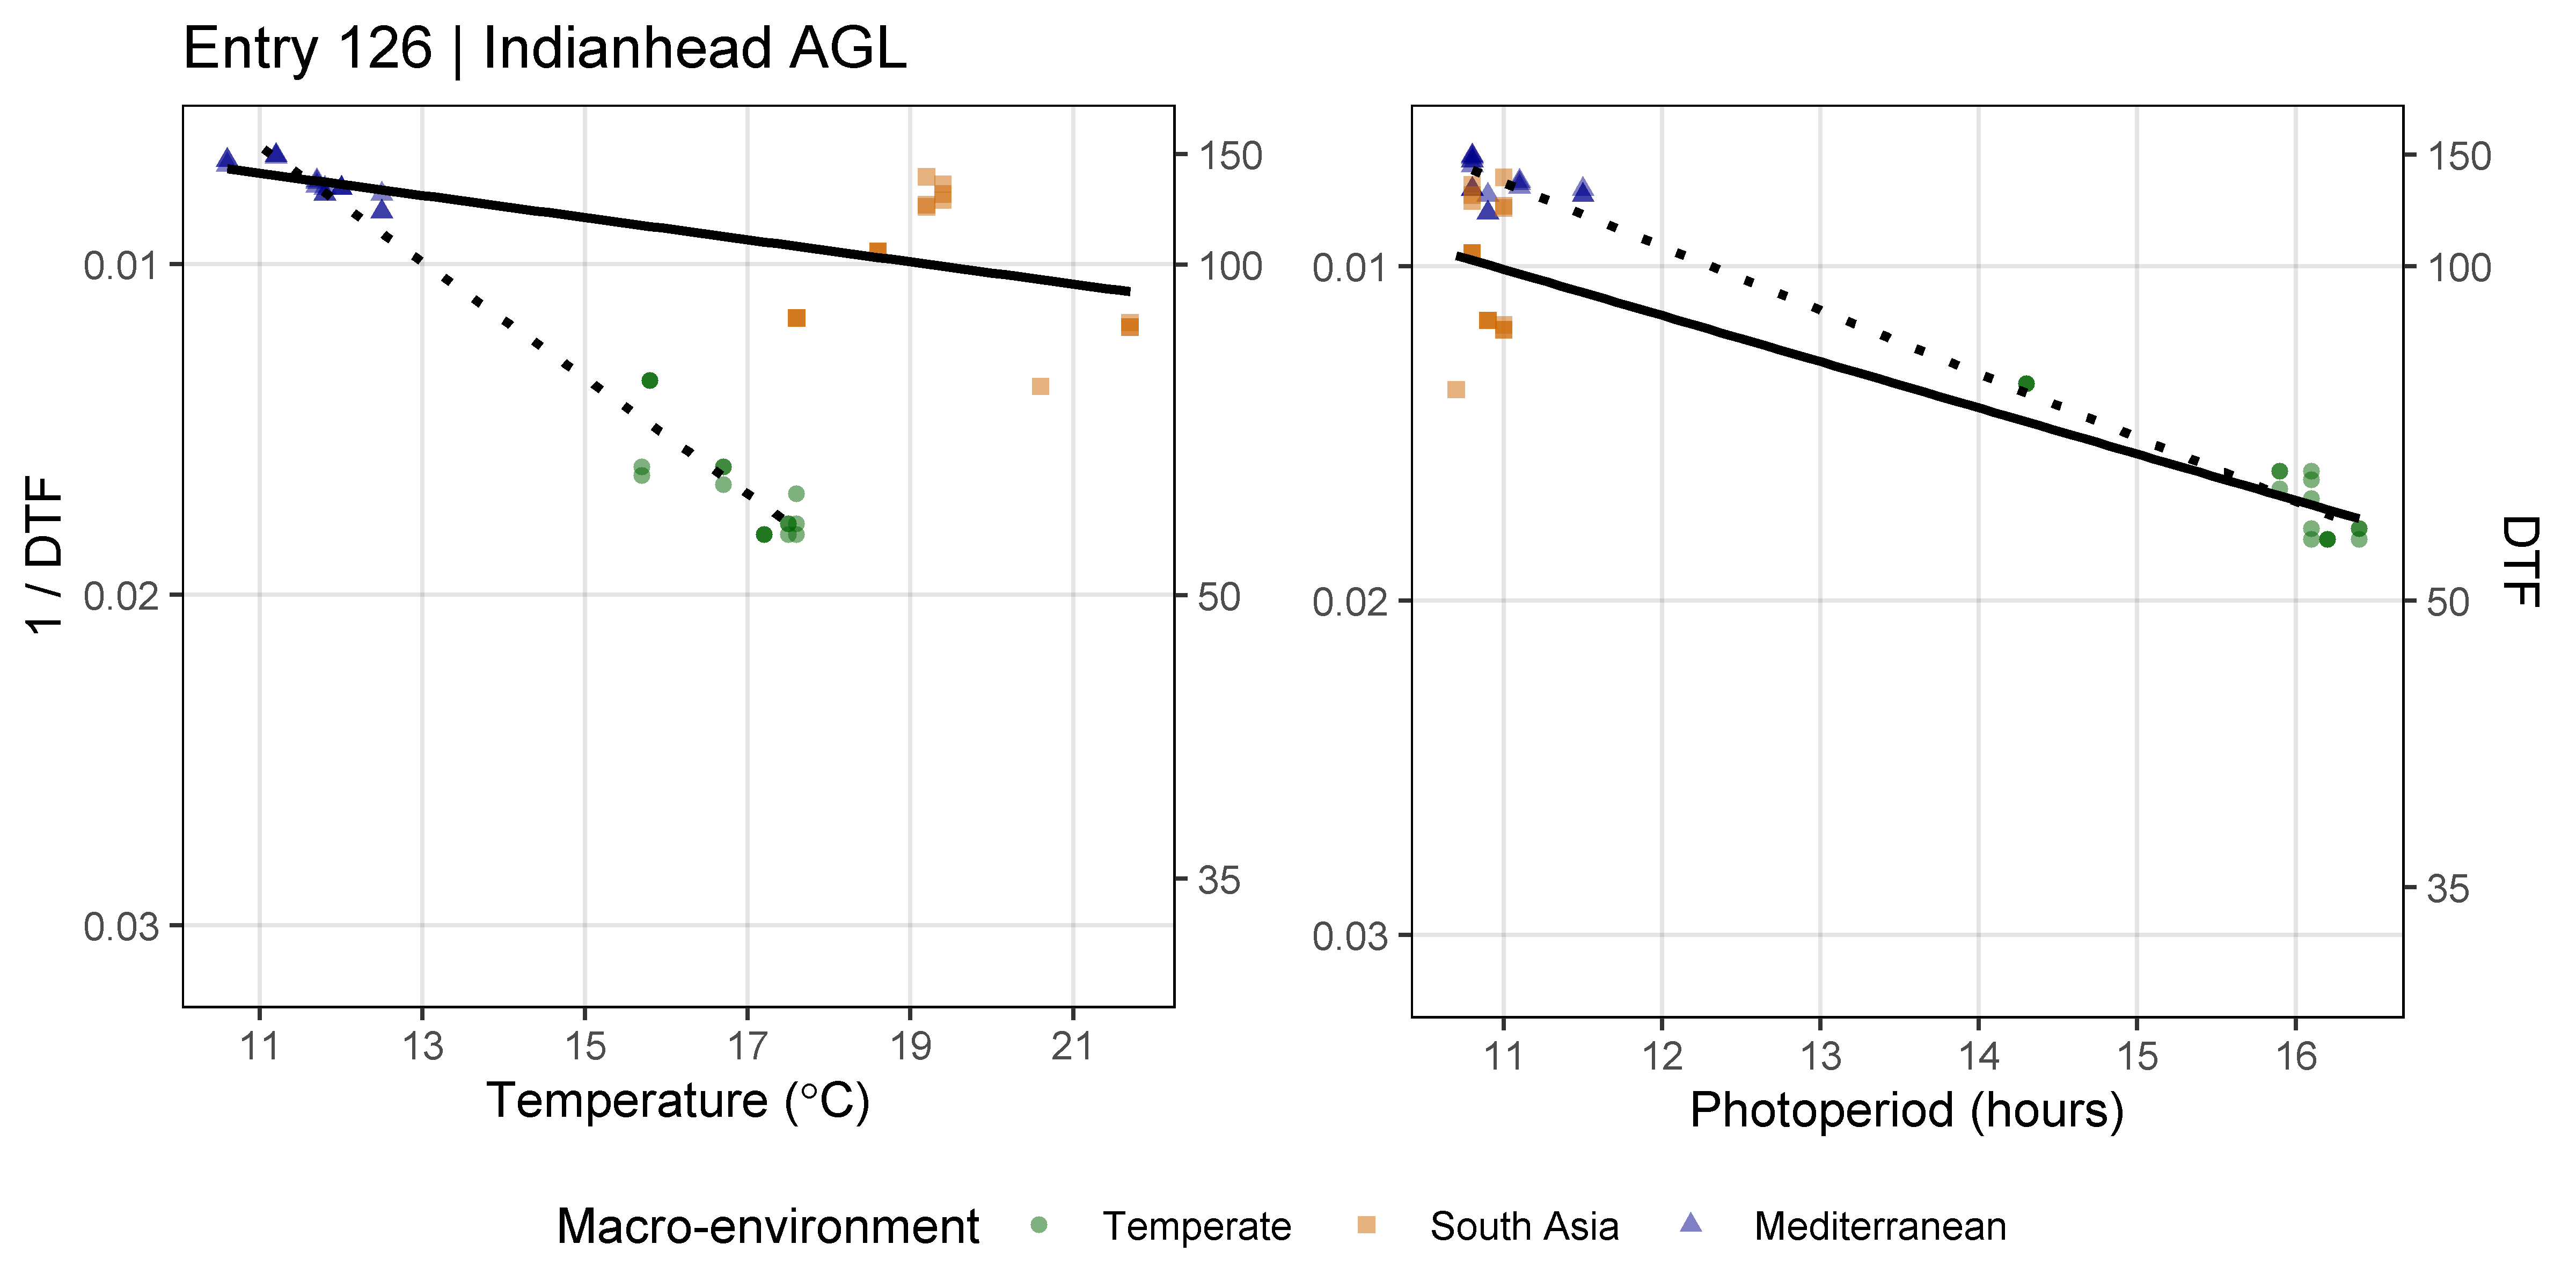 Entry 126 | Indianhead AGL
1 / DTF
0.01
0.02
0.03
150
100
50
35
11 13 15 17 19 21
Temperature (°C)
0.01
0.02
0.03
150
100
50
35
DTF
11 12 13 14 15 16
Photoperiod (hours)
Macro-environment Temperate South Asia Mediterranean